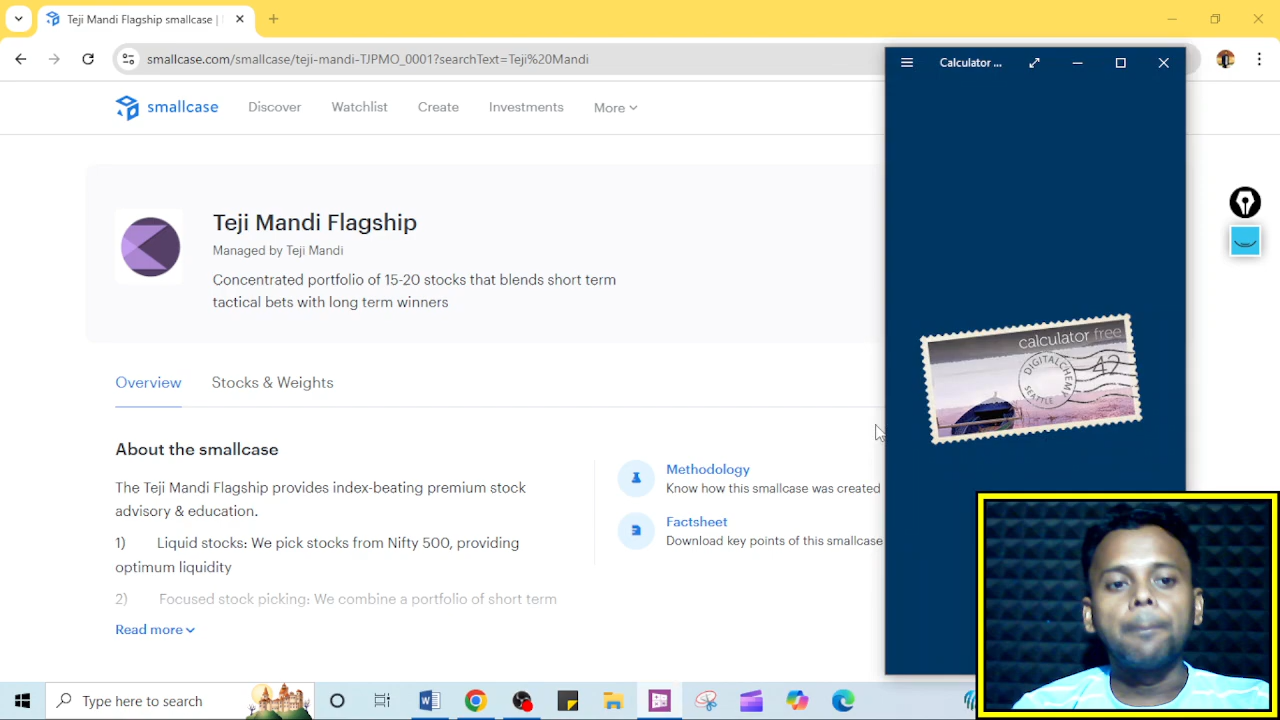 Teji Mandi Flagship smallcase |
smallcase.com/smallcase/teji-mandi-TJPMO_0001?searchText=Teji%20Mandi
Calculator ...
smallcase
Discover
Watchlist
Create
Investments
More
Teji Mandi Flagship
Managed by Teji Mandi
Concentrated portfolio of 15-20 stocks that blends short term
tactical bets with long term winners
calculator free
DIGITALCHEMY
SEATTLE
42
Overview
Stocks & Weights
About the smallcase
The Teji Mandi Flagship provides index-beating premium stock
advisory & education.
1) Liquid stocks: We pick stocks from Nifty 500, providing
optimum liquidity
2) Focused stock picking: We combine a portfolio of short term
Read more
Methodology
Know how this smallcase was created
Factsheet
Download key points of this smallcase
Type here to search